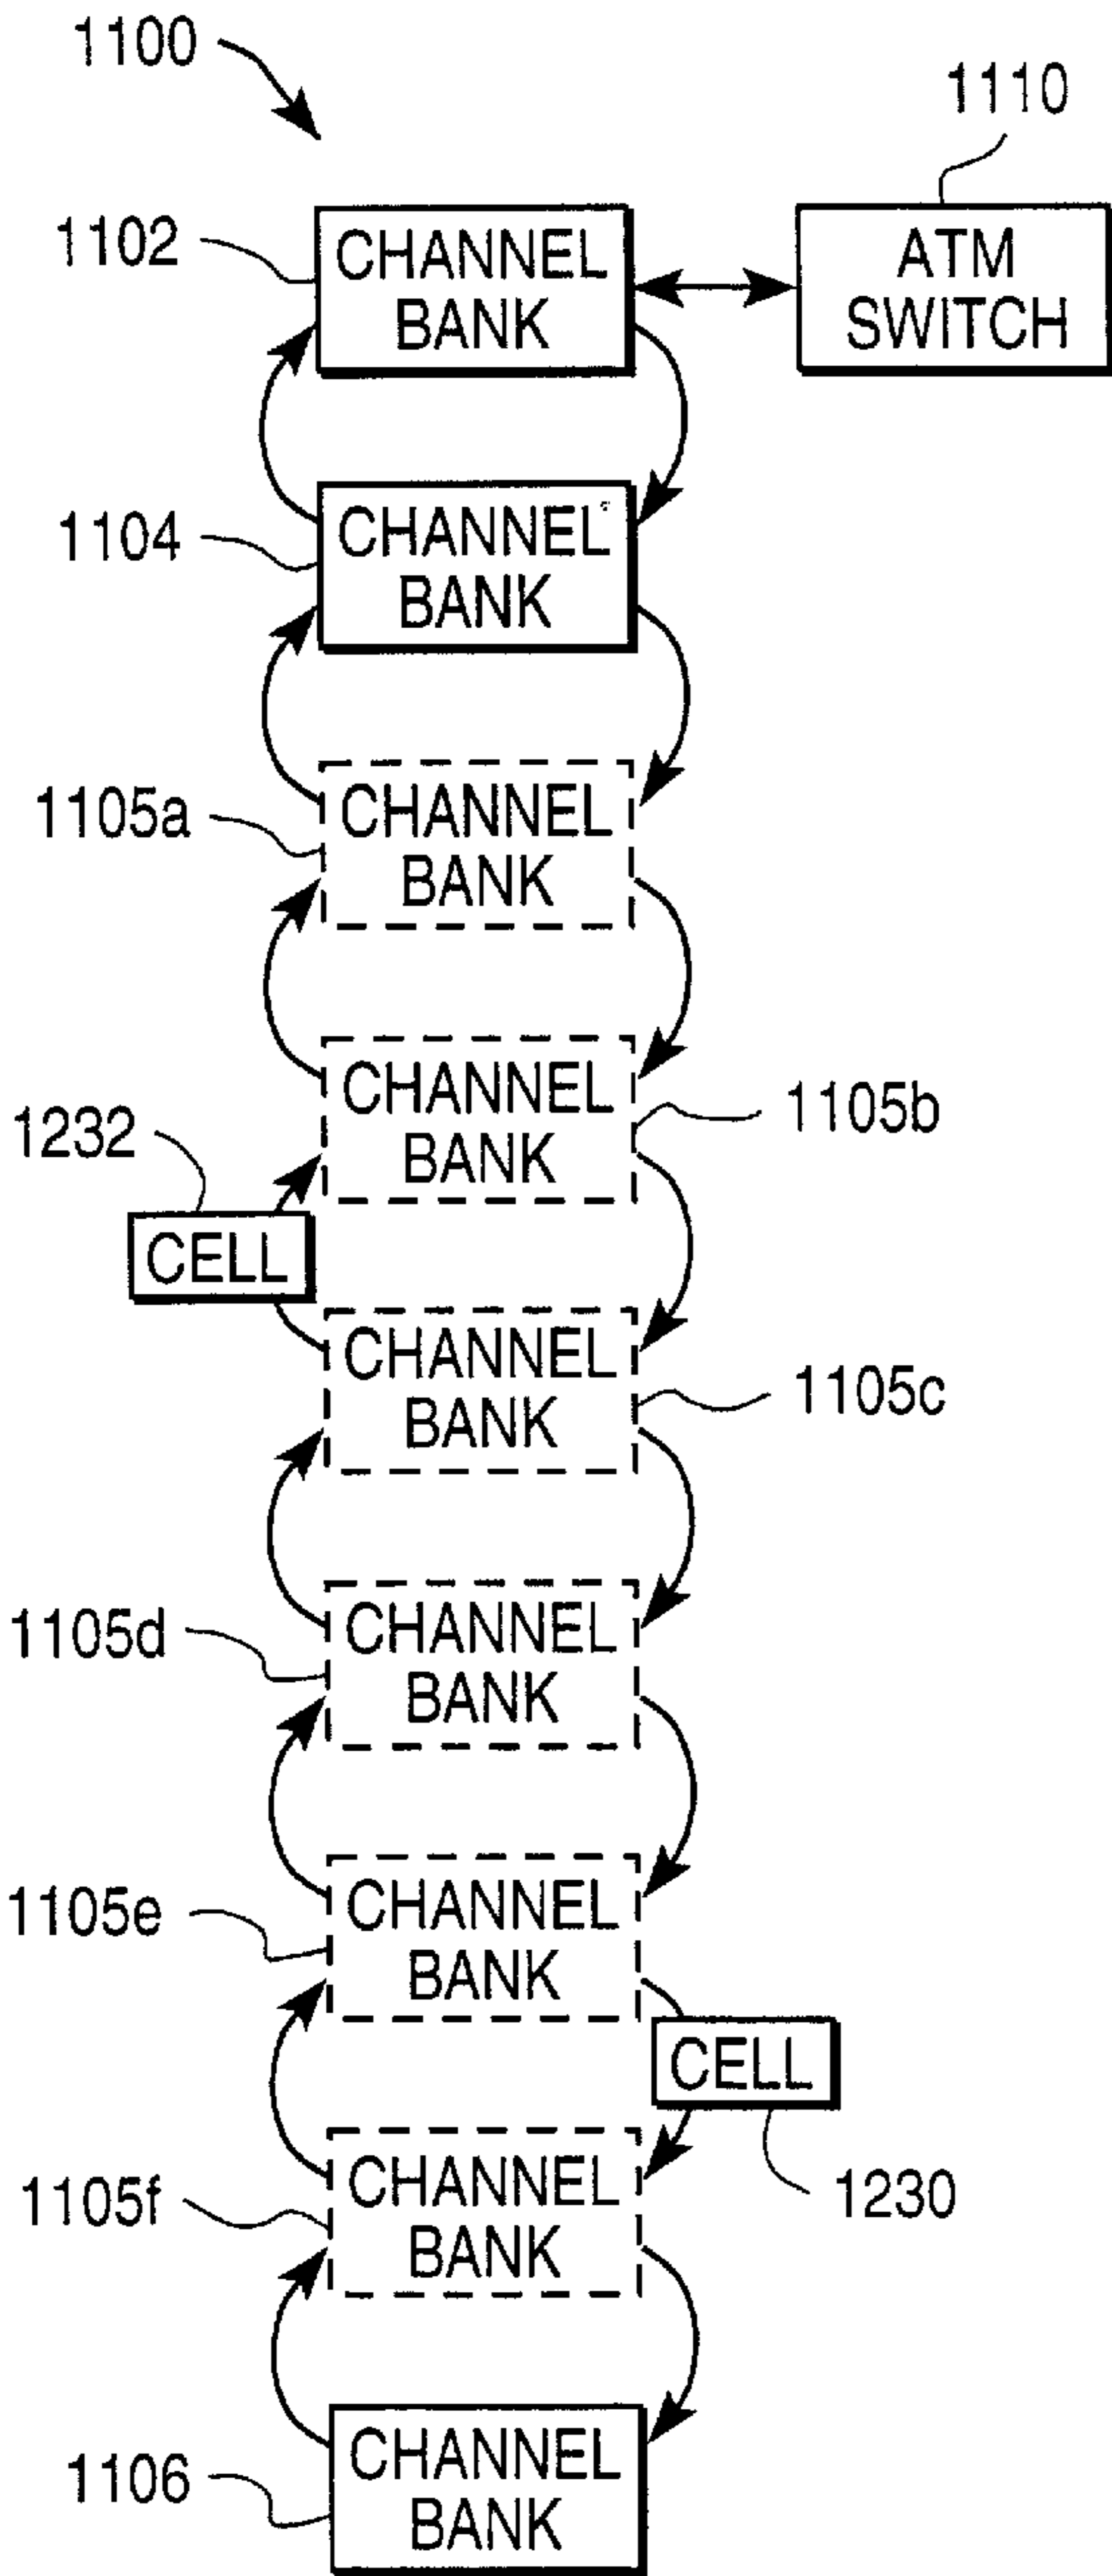 1100
1110
1102
CHANNEL
BANK
ATM
SWITCH
1104
CHANNEL
BANK
1105a
CHANNEL
BANK
CHANNEL
BANK
1105b
1232
CELL
CHANNEL
BANK
1105c
1105d
CHANNEL
BANK
1105e
CHANNEL
BANK
CELL
1105f
CHANNEL
BANK
1230
1106
CHANNEL
BANK